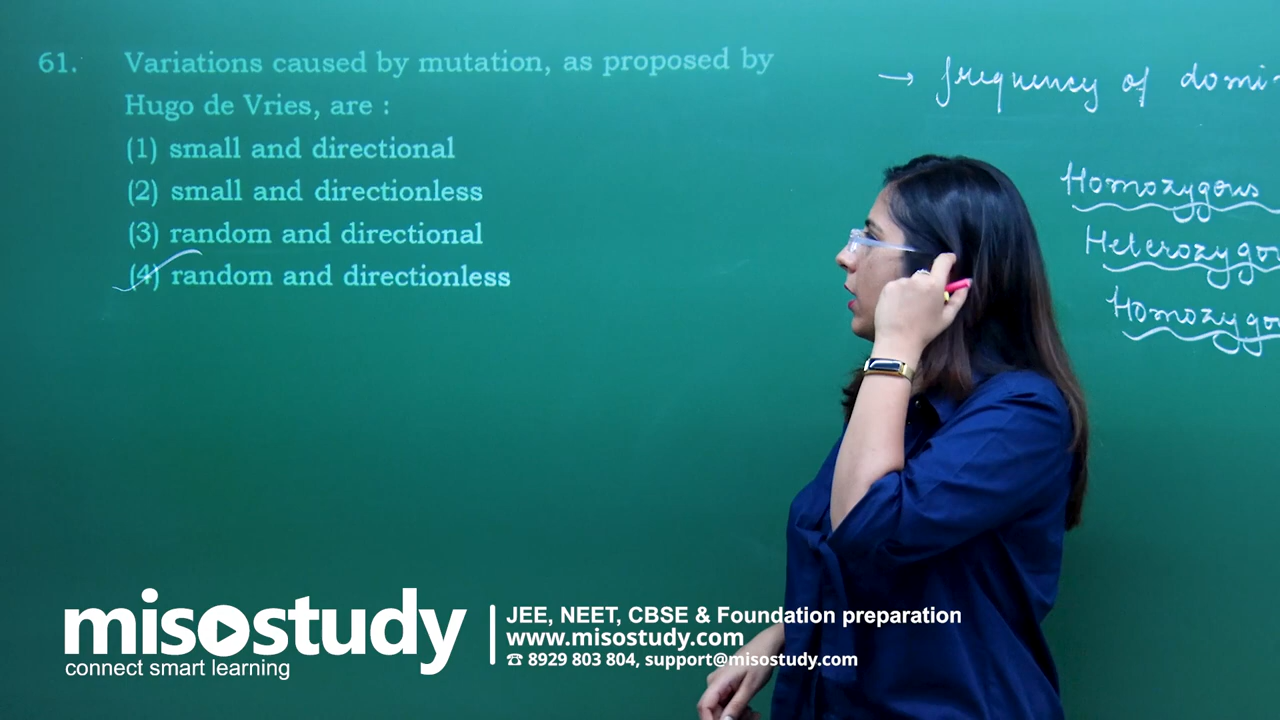 61. Variations caused by mutation, as proposed by
Hugo de Vries, are :
(1) small and directional
(2) small and directionless
(3) random and directional
(4) random and directionless
→ frequency of domi
Homozygous
Heterozygo
Homozygo
misostudy
connect smart learning
JEE, NEET, CBSE & Foundation preparation
www.misostudy.com
☎ 8929 803 804, support@misostudy.com